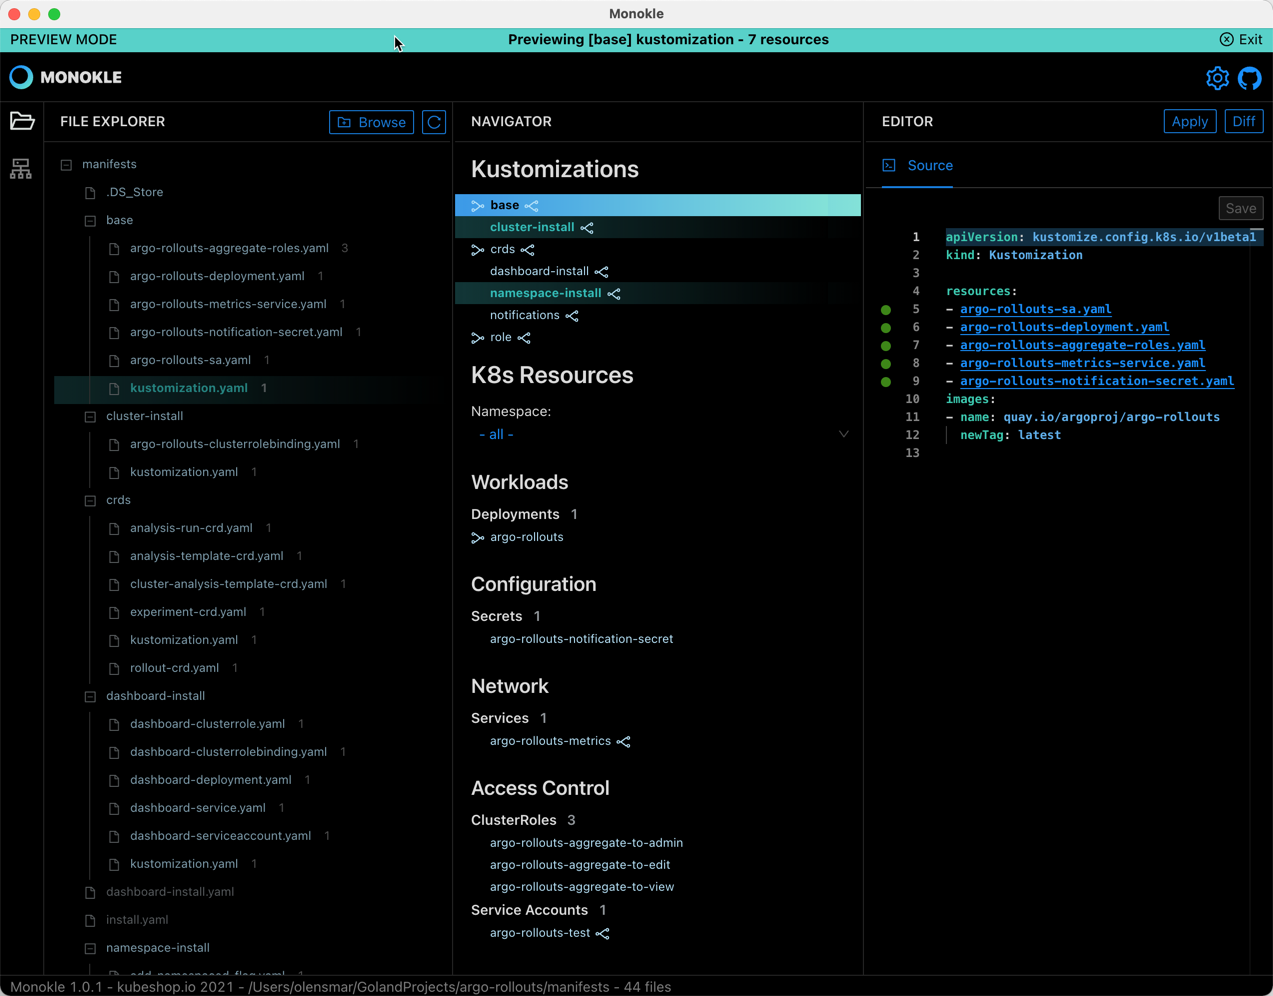 Monokle
PREVIEW MODE
Previewing [base] kustomization - 7 resources
Exit
MONOKLE
FILE EXPLORER
Browse
manifests
.DS_Store
base
argo-rollouts-aggregate-roles.yaml 3
argo-rollouts-deployment.yaml 1
argo-rollouts-metrics-service.yaml 1
argo-rollouts-notification-secret.yaml 1
argo-rollouts-sa.yaml 1
kustomization.yaml 1
cluster-install
argo-rollouts-clusterrolebinding.yaml 1
kustomization.yaml 1
crds
analysis-run-crd.yaml 1
analysis-template-crd.yaml 1
cluster-analysis-template-crd.yaml 1
experiment-crd.yaml 1
kustomization.yaml 1
rollout-crd.yaml 1
dashboard-install
dashboard-clusterrole.yaml 1
dashboard-clusterrolebinding.yaml 1
dashboard-deployment.yaml 1
dashboard-service.yaml 1
dashboard-serviceaccount.yaml 1
kustomization.yaml 1
dashboard-install.yaml
install.yaml
namespace-install
NAVIGATOR
Kustomizations
base
cluster-install
crds
dashboard-install
namespace-install
notifications
role
K8s Resources
Namespace:
- all -
Workloads
Deployments 1
argo-rollouts
Configuration
Secrets 1
argo-rollouts-notification-secret
Network
Services 1
argo-rollouts-metrics
Access Control
ClusterRoles 3
argo-rollouts-aggregate-to-admin
argo-rollouts-aggregate-to-edit
argo-rollouts-aggregate-to-view
Service Accounts 1
argo-rollouts-test
EDITOR
Apply
Diff
Source
Save
1 apiVersion: kustomize.config.k8s.io/v1beta1
2 kind: Kustomization
3
4 resources:
5 - argo-rollouts-sa.yaml
6 - argo-rollouts-deployment.yaml
7 - argo-rollouts-aggregate-roles.yaml
8 - argo-rollouts-metrics-service.yaml
9 - argo-rollouts-notification-secret.yaml
10 images:
11 - name: quay.io/argoproj/argo-rollouts
12 newTag: latest
13
Monokle 1.0.1 - kubeshop.io 2021 - /Users/olensmar/GolandProjects/argo-rollouts/manifests - 44 files